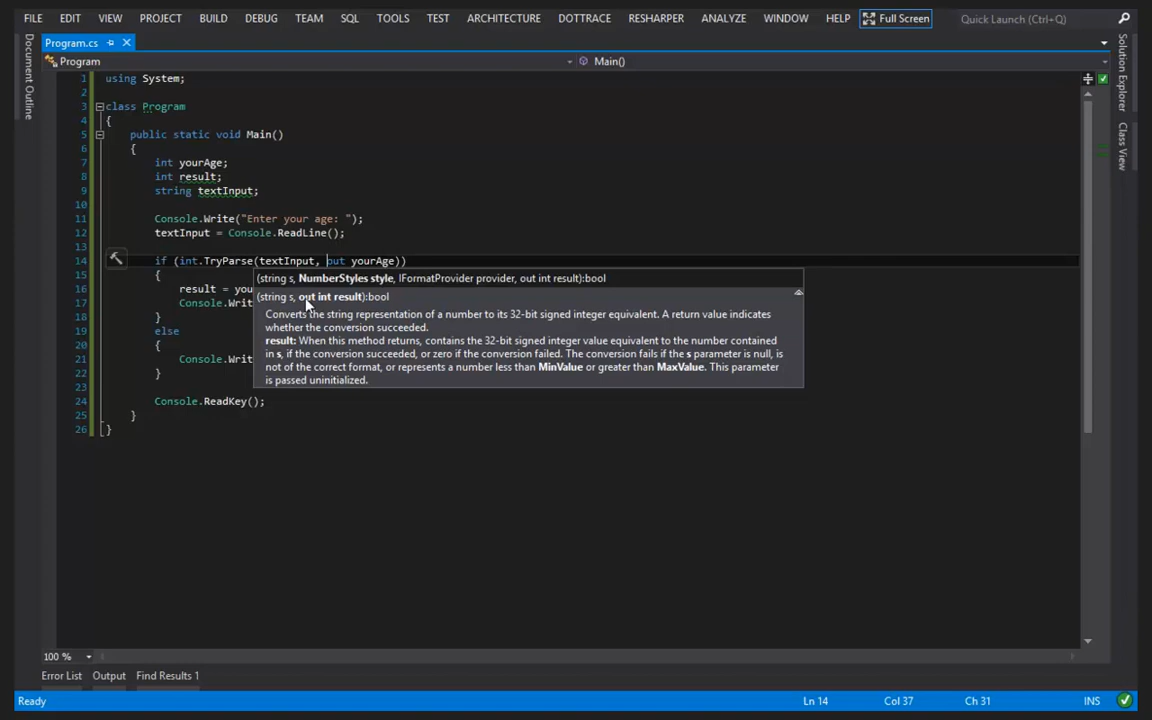 FILE EDIT VIEW PROJECT BUILD DEBUG TEAM SQL TOOLS TEST ARCHITECTURE DOTTRACE RESHARPER ANALYZE WINDOW HELP Full Screen Quick Launch (Ctrl+Q)
Program.cs
Program Main()
Document Outline
Solution Explorer
Class View
1 using System;
2
3 class Program
4 {
5 public static void Main()
6 {
7 int yourAge;
8 int result;
9 string textInput;
10
11 Console.Write("Enter your age: ");
12 textInput = Console.ReadLine();
13
14 if (int.TryParse(textInput, out yourAge))
(string s, NumberStyles style, IFormatProvider provider, out int result):bool
15 {
(string s, out int result):bool
16 result = you
17 Console.Writ
Converts the string representation of a number to its 32-bit signed integer equivalent. A return value indicates
whether the conversion succeeded.
result: When this method returns, contains the 32-bit signed integer value equivalent to the number contained
in s, if the conversion succeeded, or zero if the conversion failed. The conversion fails if the s parameter is null, is
not of the correct format, or represents a number less than MinValue or greater than MaxValue. This parameter
is passed uninitialized.
18 }
19 else
20 {
21 Console.Writ
22 }
23
24 Console.ReadKey();
25 }
26 }
100 %
Error List Output Find Results 1
Ready Ln 14 Col 37 Ch 31 INS